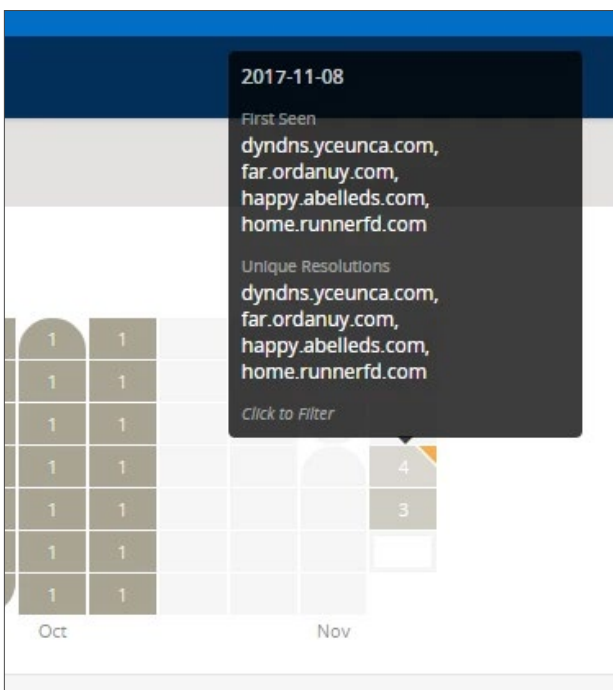 2017-11-08
First Seen
dyndns.yceunca.com,
far.ordanuy.com,
happy.abelleds.com,
home.runnerfd.com
Unique Resolutions
dyndns.yceunca.com,
far.ordanuy.com,
happy.abelleds.com,
home.runnerfd.com
Click to Filter
1 1
1 1
1 1
1 1 4
1 1 3
1 1
1 1
Oct Nov